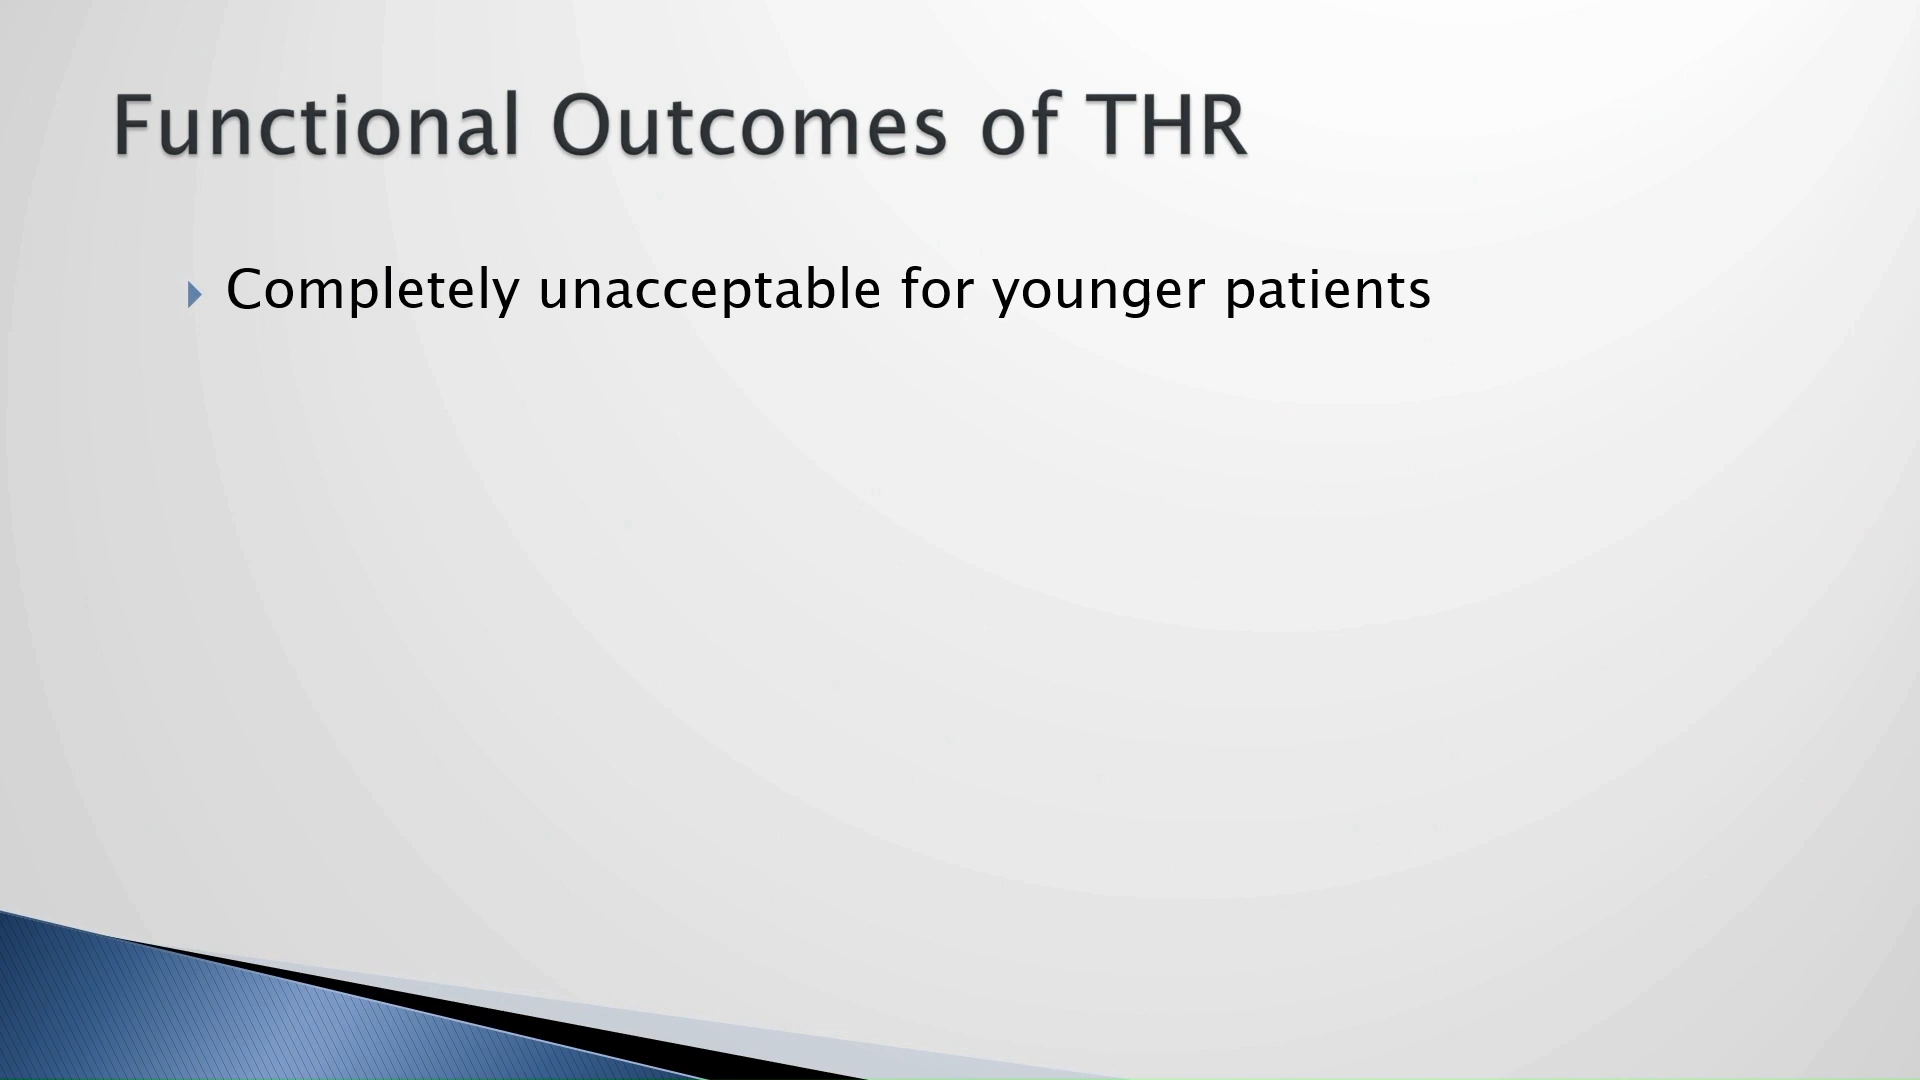 Functional Outcomes of THR
Completely unacceptable for younger patients